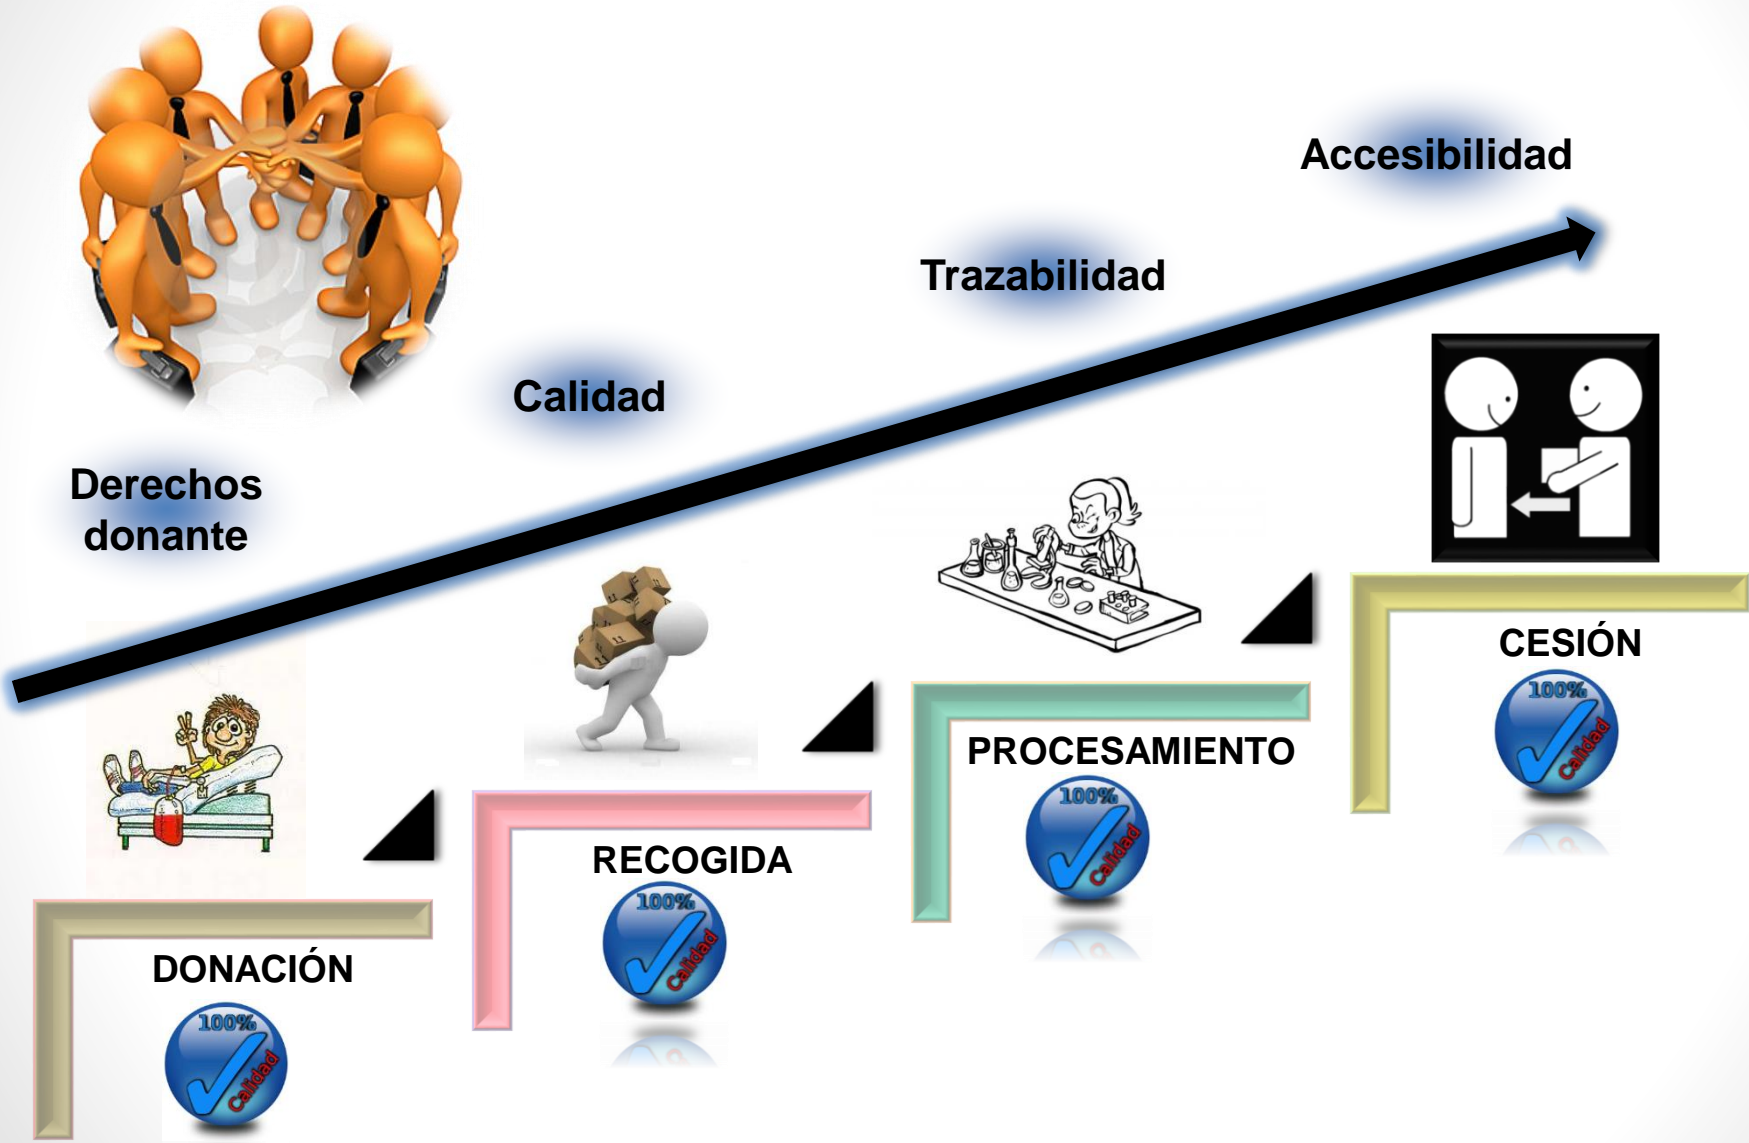 Accesibilidad
Trazabilidad
Calidad
Derechos
donante
CESIÓN
100%
Calidad
PROCESAMIENTO
100%
Calidad
RECOGIDA
100%
Calidad
DONACIÓN
100%
Calidad